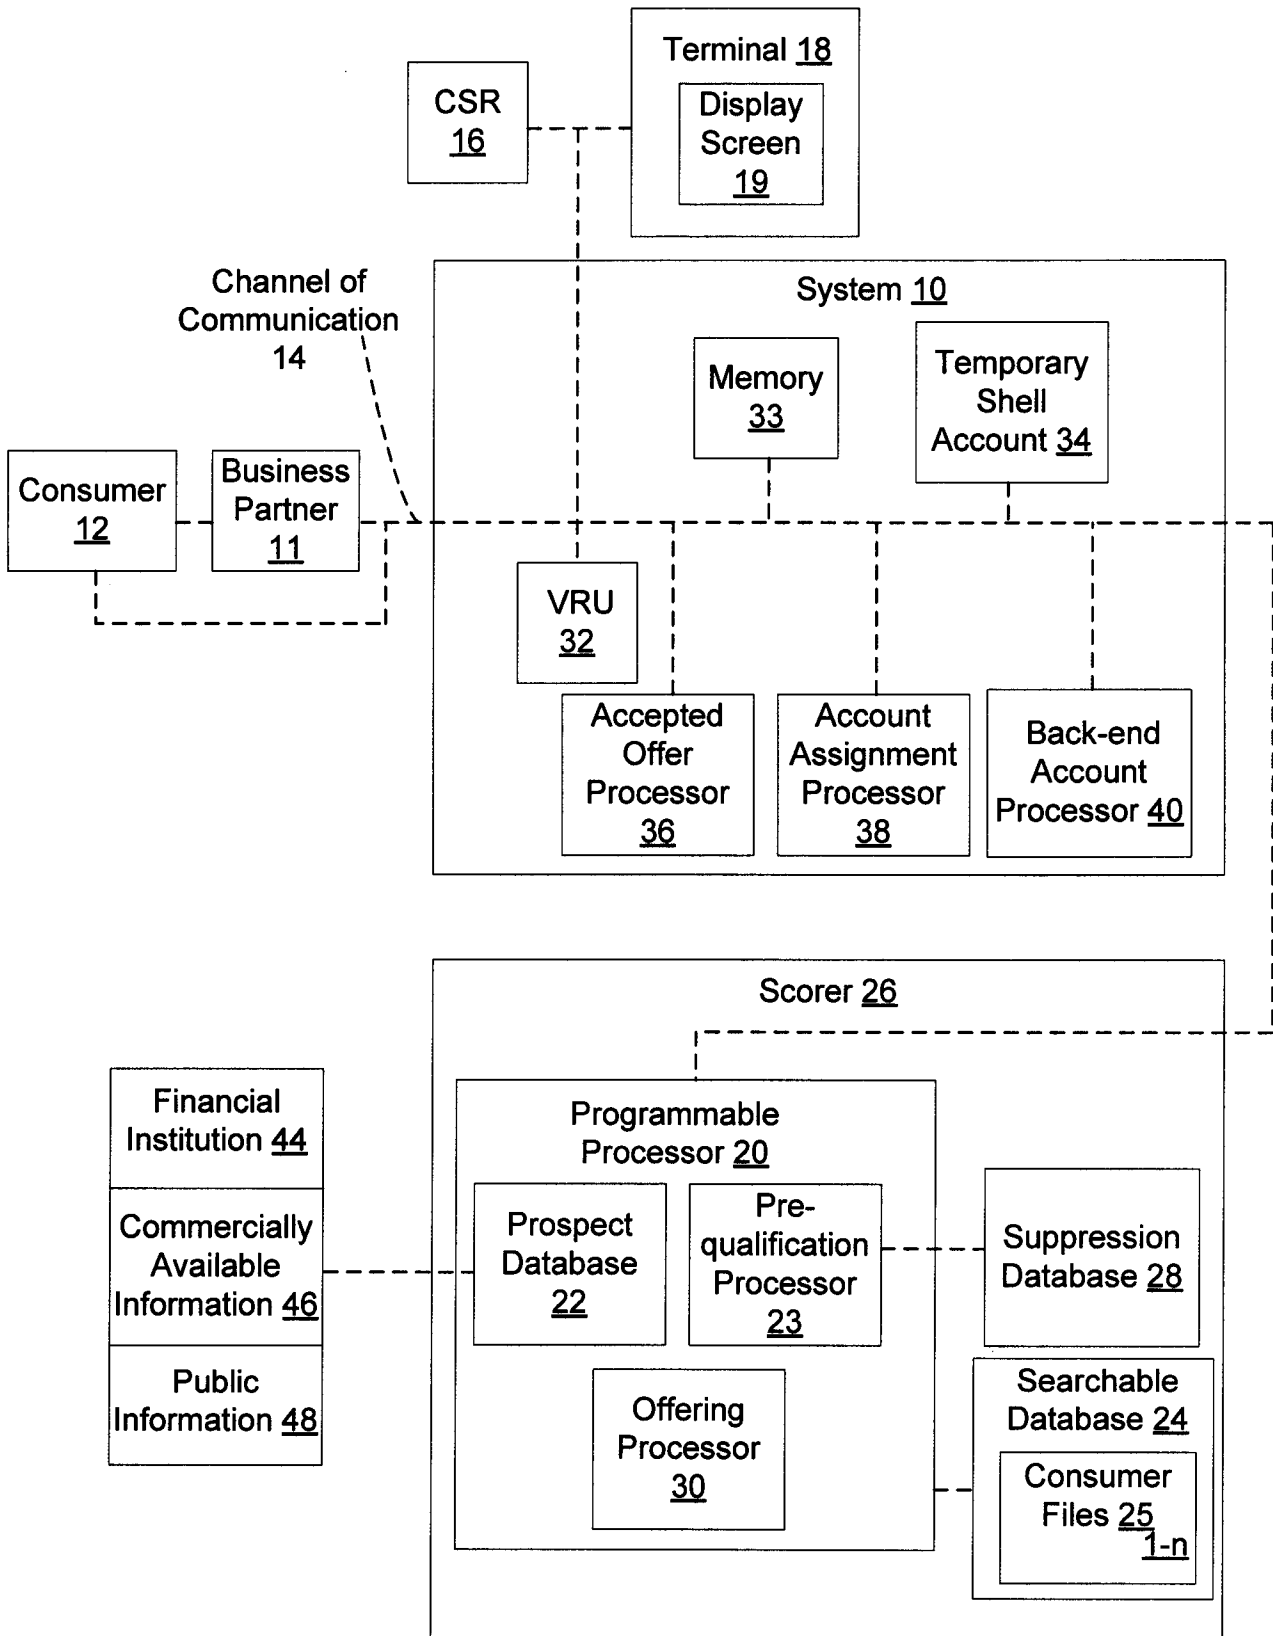 Terminal 18
Display
Screen
19
CSR
16
Channel of
Communication
14
System 10
Memory
33
Temporary
Shell
Account 34
Consumer
12
Business
Partner
11
VRU
32
Accepted
Offer
Processor
36
Account
Assignment
Processor
38
Back-end
Account
Processor 40
Scorer 26
Financial
Institution 44
Commercially
Available
Information 46
Public
Information 48
Programmable
Processor 20
Prospect
Database
22
Pre-
qualification
Processor
23
Suppression
Database 28
Offering
Processor
30
Searchable
Database 24
Consumer
Files 25
1-n